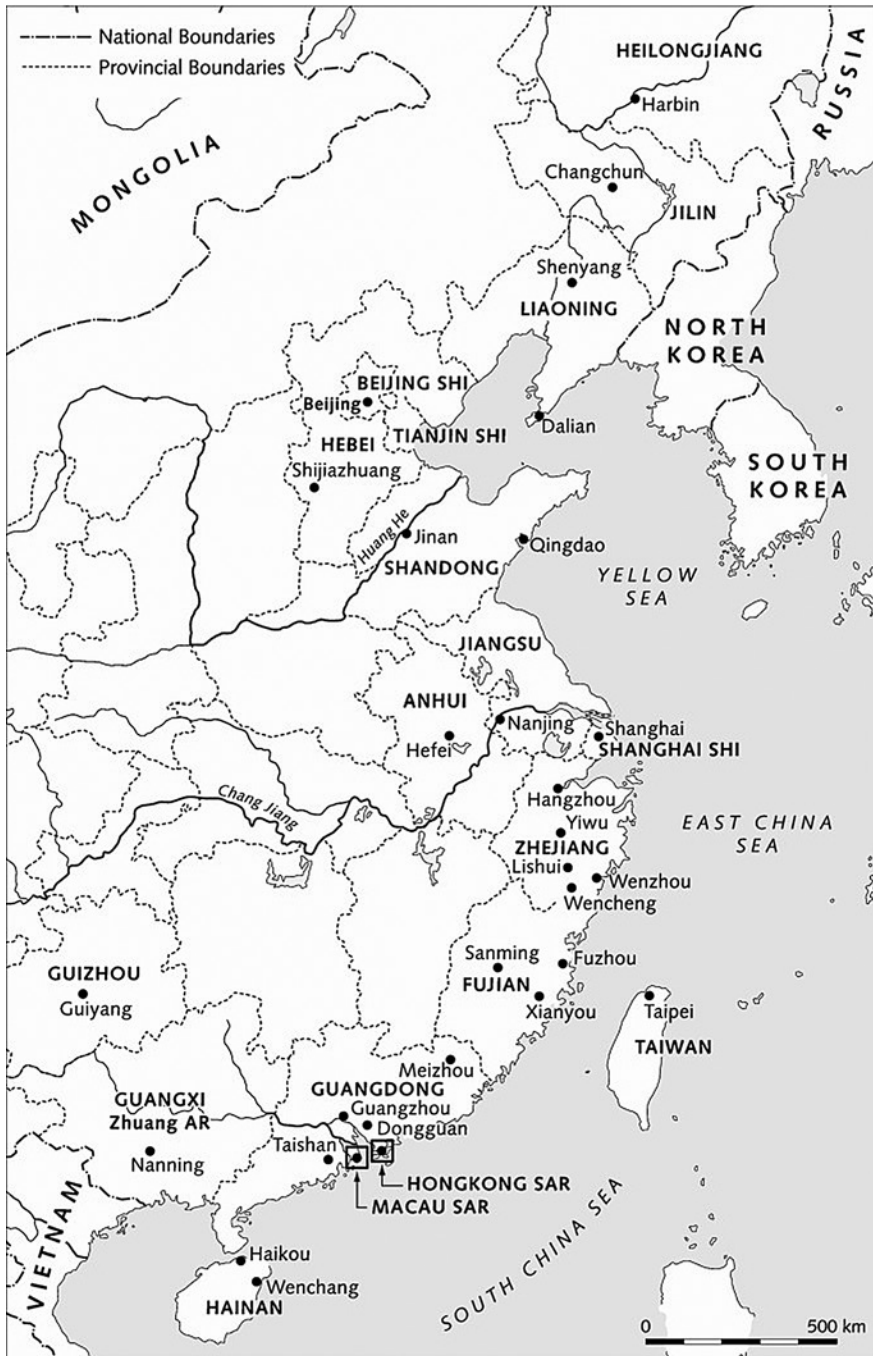 National Boundaries
Provincial Boundaries
HEILONGJIANG
RUSSIA
Harbin
MONGOLIA
Changchun
JILIN
Shenyang
LIAONING
NORTH
KOREA
BEIJING SHI
Beijing
TIANJIN SHI
Dalian
HEBEI
Shijiazhuang
SOUTH
KOREA
Huang He
Jinan
Qingdao
SHANDONG
YELLOW
SEA
JIANGSU
ANHUI
Nanjing
Shanghai
Hefei
SHANGHAI SHI
Chang Jiang
Hangzhou
Yiwu
EAST CHINA
SEA
ZHEJIANG
Lishui
Wenzhou
Wencheng
Sanming
Fuzhou
GUIZHOU
FUJIAN
Guiyang
Xianyou
Taipei
TAIWAN
Meizhou
GUANGDONG
GUANGXI
Zhuang AR
Guangzhou
Dongguan
Taishan
Nanning
HONGKONG SAR
MACAU SAR
VIETNAM
SOUTH CHINA SEA
Haikou
Wenchang
HAINAN
0 500 km